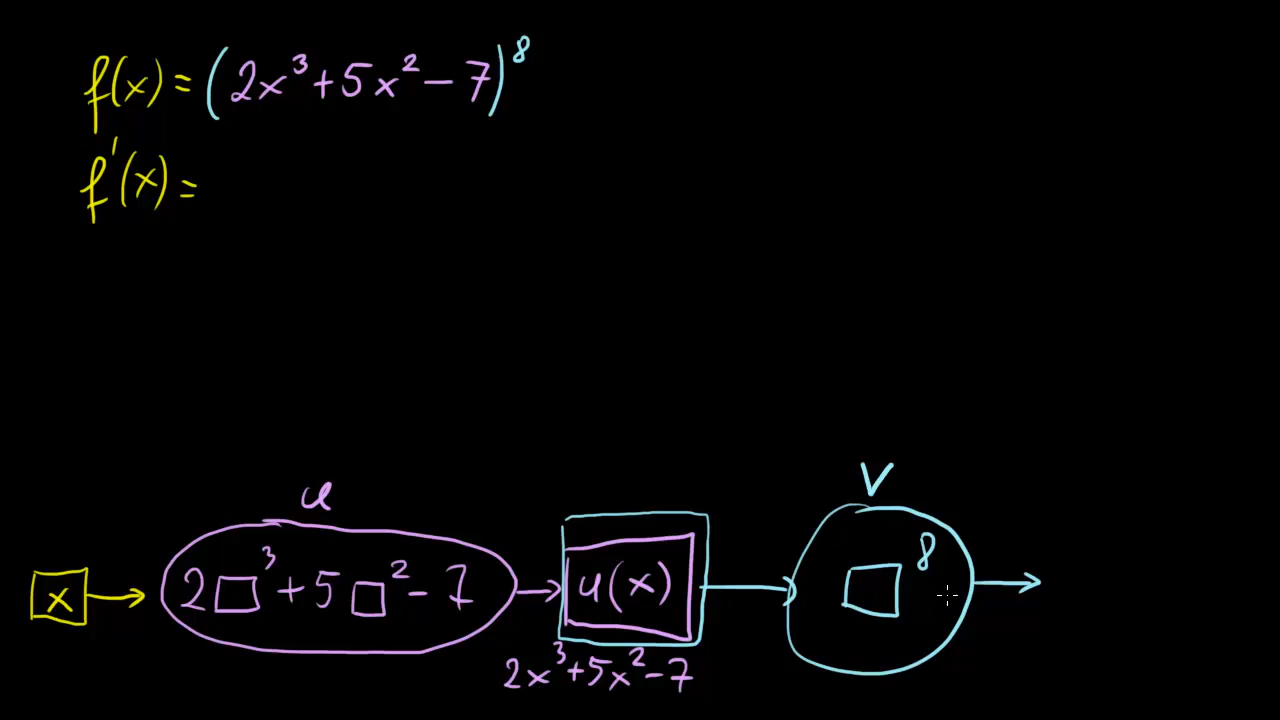 f(x) = (2x³ + 5x² − 7)⁸
f'(x) =
u
V
x → 2□³ + 5□² − 7 → u(x) → □⁸ →
2x³ + 5x² − 7